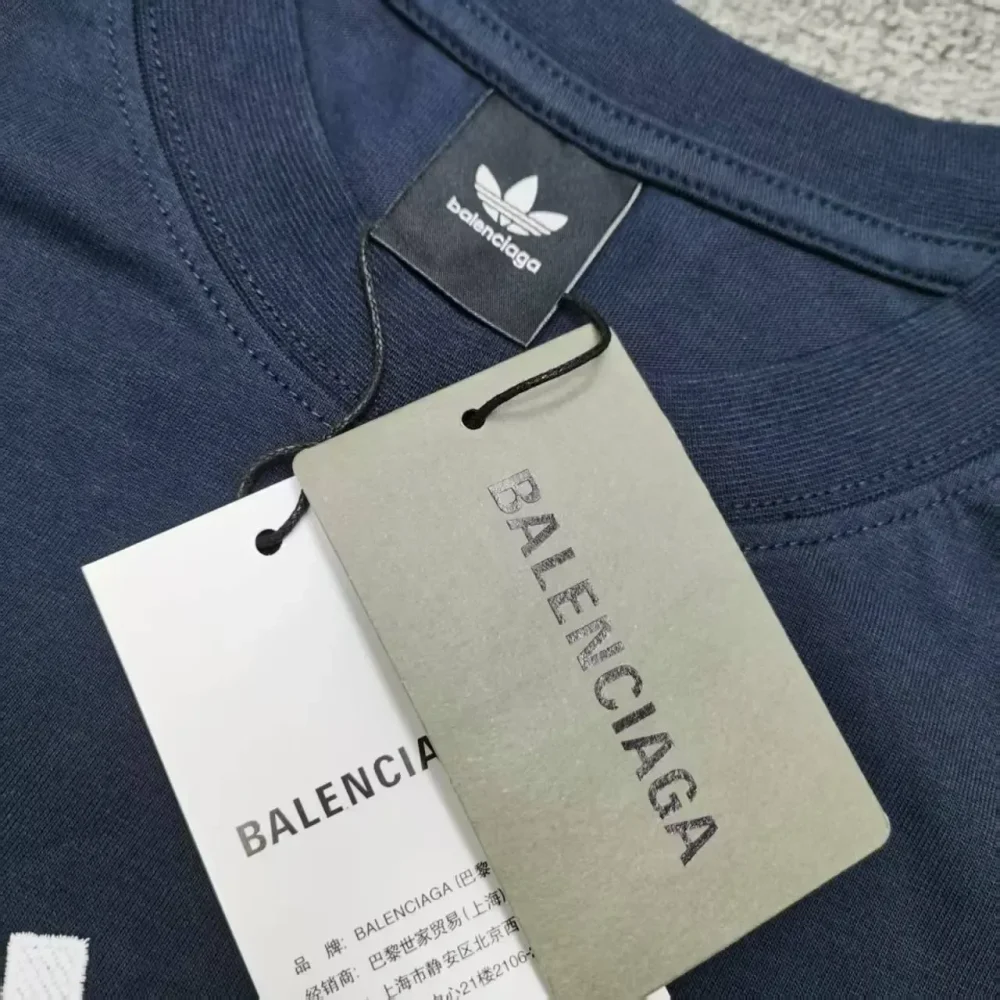 balenciaga
BALENCIAGA
BALENCIA
品 牌: BALENCIAGA (巴黎
经销商: 巴黎世家贸易(上海)
上海市静安区北京西
心21楼2106-